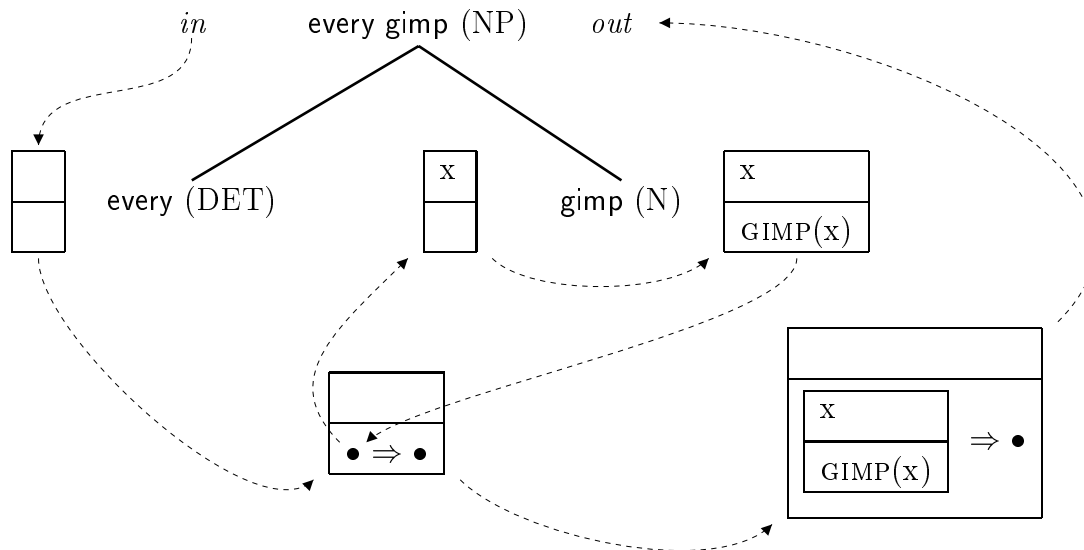 in every gimp (NP) out
every (DET)
x
gimp (N)
x
GIMP(x)
• ⇒ •
x
GIMP(x)
⇒ •